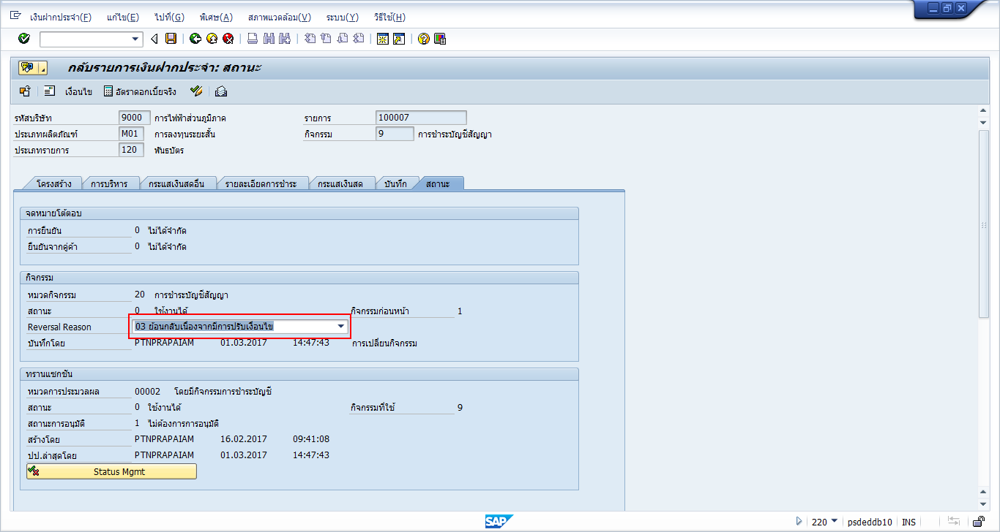 เงินฝากประจำ(F) แก้ไข(E) ไปที่(G) พิเศษ(A) สภาพแวดล้อม(V) ระบบ(Y) วิธีใช้(H)
กลับรายการเงินฝากประจำ: สถานะ
เงื่อนไข อัตราดอกเบี้ยจริง
รหัสบริษัท 9000 การไฟฟ้าส่วนภูมิภาค รายการ 100007
ประเภทผลิตภัณฑ์ M01 การลงทุนระยะสั้น กิจกรรม 9 การชำระบัญชีสัญญา
ประเภทรายการ 120 พันธบัตร
โครงสร้าง การบริหาร กระแสเงินสดอื่น รายละเอียดการชำระ กระแสเงินสด บันทึก สถานะ
จดหมายโต้ตอบ
การยืนยัน 0 ไม่ได้จำกัด
ยืนยันจากคู่ค้า 0 ไม่ได้จำกัด
กิจกรรม
หมวดกิจกรรม 20 การชำระบัญชีสัญญา
สถานะ 0 ใช้งานได้ กิจกรรมก่อนหน้า 1
Reversal Reason 03 ย้อนกลับเนื่องจากมีการปรับเงื่อนไข
บันทึกโดย PTNPRAPAIAM 01.03.2017 14:47:43 การเปลี่ยนกิจกรรม
ทรานแซกชัน
หมวดการประมวลผล 00002 โดยมีกิจกรรมการชำระบัญชี
สถานะ 0 ใช้งานได้ กิจกรรมที่ใช้ 9
สถานะการอนุมัติ 1 ไม่ต้องการการอนุมัติ
สร้างโดย PTNPRAPAIAM 16.02.2017 09:41:08
ปป.ล่าสุดโดย PTNPRAPAIAM 01.03.2017 14:47:43
Status Mgmt
SAP 220 psdeddb10 INS